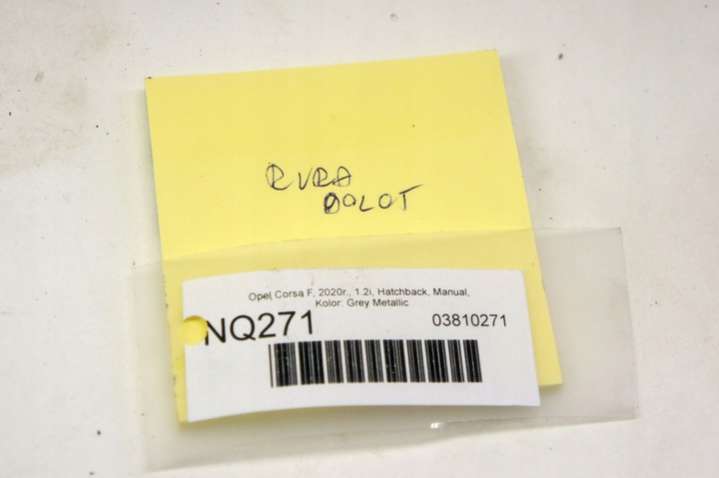 RURA
DOLOT
Opel Corsa F, 2020r., 1.2i, Hatchback, Manual,
Kolor: Grey Metallic
NQ271
03810271